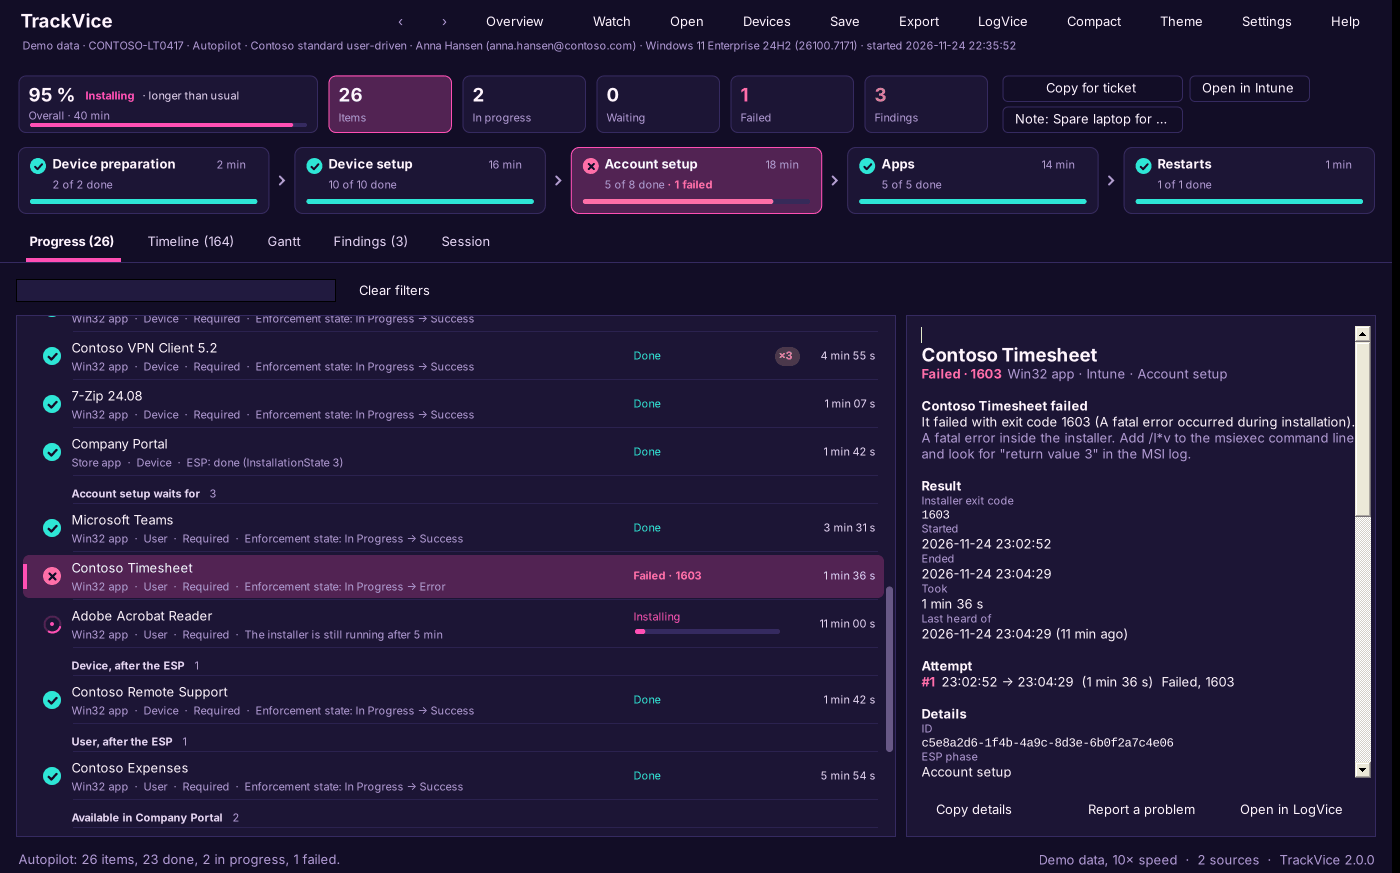 TrackVice
‹ › Overview Watch Open Devices Save Export LogVice Compact Theme Settings Help
Demo data · CONTOSO-LT0417 · Autopilot · Contoso standard user-driven · Anna Hansen (anna.hansen@contoso.com) · Windows 11 Enterprise 24H2 (26100.7171) · started 2026-11-24 22:35:52
95 % Installing · longer than usual
Overall · 40 min
26
Items
2
In progress
0
Waiting
1
Failed
3
Findings
Copy for ticket
Open in Intune
Note: Spare laptop for ...
Device preparation 2 min
2 of 2 done
Device setup 16 min
10 of 10 done
Account setup 18 min
5 of 8 done · 1 failed
Apps 14 min
5 of 5 done
Restarts 1 min
1 of 1 done
Progress (26) Timeline (164) Gantt Findings (3) Session
Clear filters
Win32 app · Device · Required · Enforcement state: In Progress → Success
Contoso VPN Client 5.2 Done ×3 4 min 55 s
Win32 app · Device · Required · Enforcement state: In Progress → Success
7-Zip 24.08 Done 1 min 07 s
Win32 app · Device · Required · Enforcement state: In Progress → Success
Company Portal Done 1 min 42 s
Store app · Device · ESP: done (InstallationState 3)
Account setup waits for 3
Microsoft Teams Done 3 min 31 s
Win32 app · User · Required · Enforcement state: In Progress → Success
Contoso Timesheet Failed · 1603 1 min 36 s
Win32 app · User · Required · Enforcement state: In Progress → Error
Adobe Acrobat Reader Installing 11 min 00 s
Win32 app · User · Required · The installer is still running after 5 min
Device, after the ESP 1
Contoso Remote Support Done 1 min 42 s
Win32 app · Device · Required · Enforcement state: In Progress → Success
User, after the ESP 1
Contoso Expenses Done 5 min 54 s
Win32 app · User · Required · Enforcement state: In Progress → Success
Available in Company Portal 2
Contoso Timesheet
Failed · 1603 Win32 app · Intune · Account setup
Contoso Timesheet failed
It failed with exit code 1603 (A fatal error occurred during installation).
A fatal error inside the installer. Add /l*v to the msiexec command line
and look for "return value 3" in the MSI log.
Result
Installer exit code
1603
Started
2026-11-24 23:02:52
Ended
2026-11-24 23:04:29
Took
1 min 36 s
Last heard of
2026-11-24 23:04:29 (11 min ago)
Attempt
#1 23:02:52 → 23:04:29 (1 min 36 s) Failed, 1603
Details
ID
c5e8a2d6-1f4b-4a9c-8d3e-6b0f2a7c4e06
ESP phase
Account setup
Copy details Report a problem Open in LogVice
Autopilot: 26 items, 23 done, 2 in progress, 1 failed.
Demo data, 10× speed · 2 sources · TrackVice 2.0.0